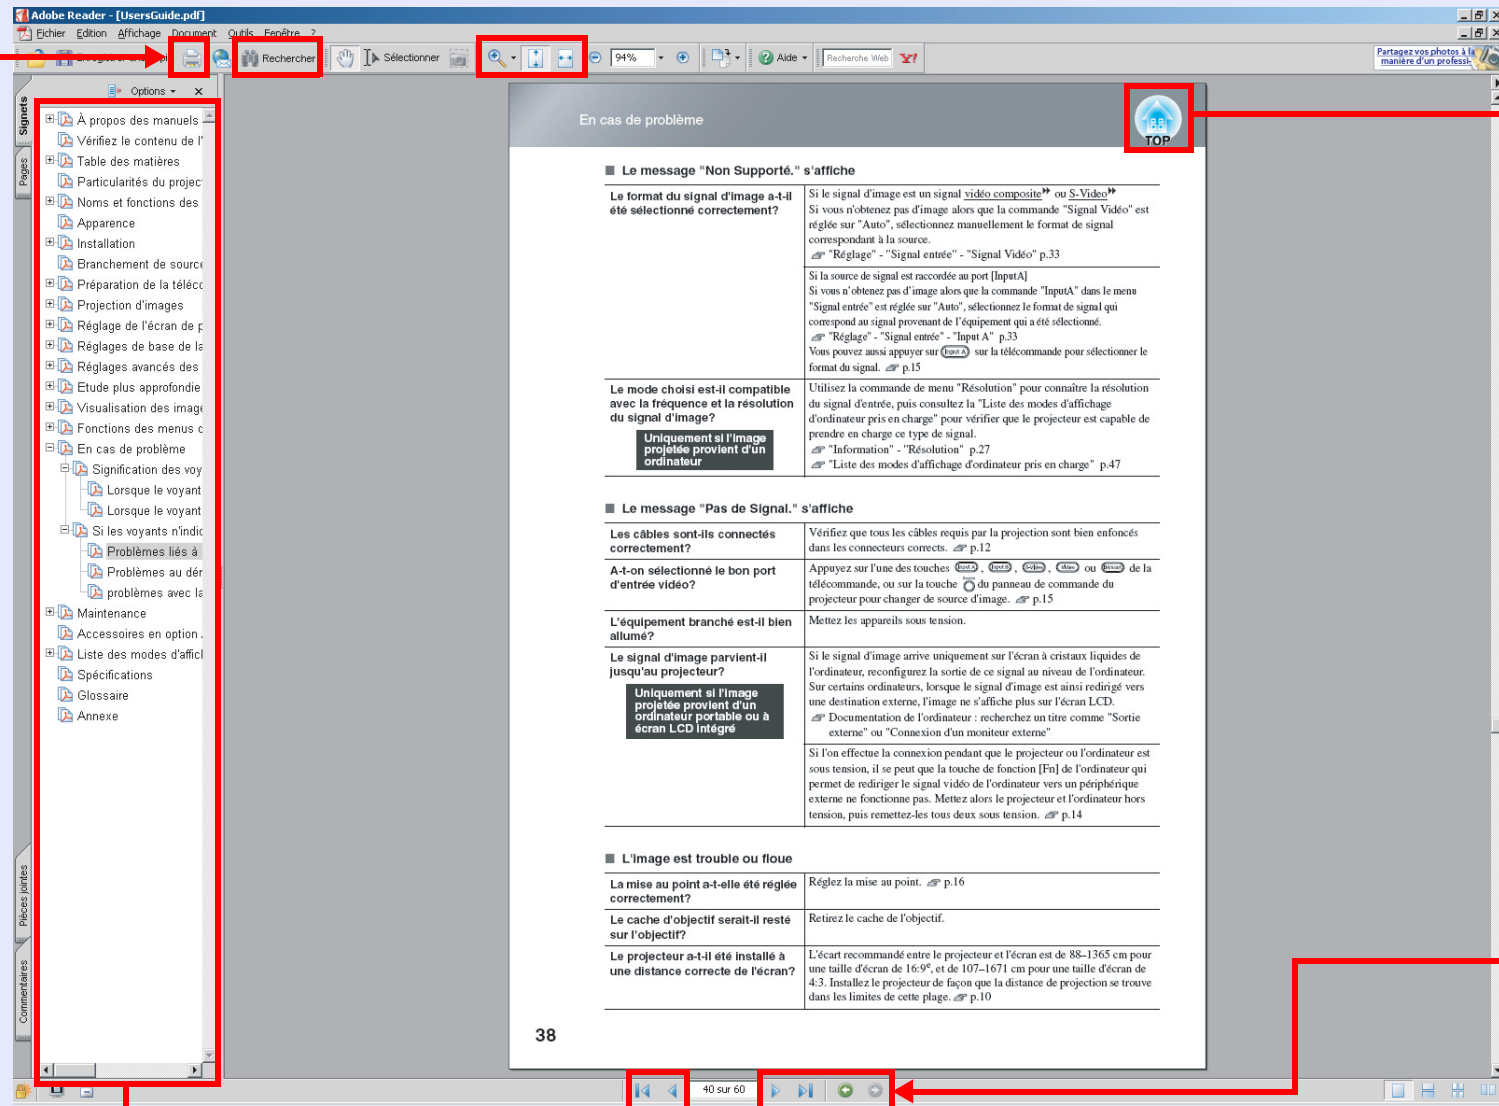 Adobe Reader - [UsersGuide.pdf]
Fichier Edition Affichage Document Outils Fenêtre ?
Rechercher Sélectionner 94% Aide Recherche Web Y!
Partagez vos photos à la
manière d'un professi
Options
Signets
Pages
Pièces jointes
Commentaires
À propos des manuels
Vérifiez le contenu de l'
Table des matières
Particularités du projec
Noms et fonctions des
Apparence
Installation
Branchement de source
Préparation de la téléco
Projection d'images
Réglage de l'écran de p
Réglages de base de la
Réglages avancés des
Etude plus approfondie
Visualisation des image
Fonctions des menus d
En cas de problème
Signification des voy
Lorsque le voyant
Lorsque le voyant
Si les voyants n'indic
Problèmes liés à
Problèmes au dér
problèmes avec la
Maintenance
Accessoires en option .
Liste des modes d'affich
Spécifications
Glossaire
Annexe
En cas de problème
TOP
Le message "Non Supporté." s'affiche
Le format du signal d'image a-t-il
été sélectionné correctement?
Si le signal d'image est un signal vidéo composite ou S-Video
Si vous n'obtenez pas d'image alors que la commande "Signal Vidéo" est
réglée sur "Auto", sélectionnez manuellement le format de signal
correspondant à la source.
"Réglage" - "Signal entrée" - "Signal Vidéo" p.33
Si la source de signal est raccordée au port [InputA]
Si vous n'obtenez pas d'image alors que la commande "InputA" dans le menu
"Signal entrée" est réglée sur "Auto", sélectionnez le format de signal qui
correspond au signal provenant de l'équipement qui a été sélectionné.
"Réglage" - "Signal entrée" - "Input A" p.33
Vous pouvez aussi appuyer sur Input A sur la télécommande pour sélectionner le
format du signal. p.15
Le mode choisi est-il compatible
avec la fréquence et la résolution
du signal d'image?
Uniquement si l'image
projetée provient d'un
ordinateur
Utilisez la commande de menu "Résolution" pour connaître la résolution
du signal d'entrée, puis consultez la "Liste des modes d'affichage
d'ordinateur pris en charge" pour vérifier que le projecteur est capable de
prendre en charge ce type de signal.
"Information" - "Résolution" p.27
"Liste des modes d'affichage d'ordinateur pris en charge" p.47
Le message "Pas de Signal." s'affiche
Les câbles sont-ils connectés
correctement?
Vérifiez que tous les câbles requis par la projection sont bien enfoncés
dans les connecteurs corrects. p.12
A-t-on sélectionné le bon port
d'entrée vidéo?
Appuyez sur l'une des touches Input A, Input B, S-Video, Video ou de la
télécommande, ou sur la touche du panneau de commande du
projecteur pour changer de source d'image. p.15
L'équipement branché est-il bien
allumé?
Mettez les appareils sous tension.
Le signal d'image parvient-il
jusqu'au projecteur?
Uniquement si l'image
projetée provient d'un
ordinateur portable ou à
écran LCD intégré
Si le signal d'image arrive uniquement sur l'écran à cristaux liquides de
l'ordinateur, reconfigurez la sortie de ce signal au niveau de l'ordinateur.
Sur certains ordinateurs, lorsque le signal d'image est ainsi redirigé vers
une destination externe, l'image ne s'affiche plus sur l'écran LCD.
Documentation de l'ordinateur : recherchez un titre comme "Sortie
externe" ou "Connexion d'un moniteur externe"
Si l'on effectue la connexion pendant que le projecteur ou l'ordinateur est
sous tension, il se peut que la touche de fonction [Fn] de l'ordinateur qui
permet de rediriger le signal vidéo de l'ordinateur vers un périphérique
externe ne fonctionne pas. Mettez alors le projecteur et l'ordinateur hors
tension, puis remettez-les tous deux sous tension. p.14
L'image est trouble ou floue
La mise au point a-t-elle été réglée
correctement?
Réglez la mise au point. p.16
Le cache d'objectif serait-il resté
sur l'objectif?
Retirez le cache de l'objectif.
Le projecteur a-t-il été installé à
une distance correcte de l'écran?
L'écart recommandé entre le projecteur et l'écran est de 88–1365 cm pour
une taille d'écran de 16:9e, et de 107–1671 cm pour une taille d'écran de
4:3. Installez le projecteur de façon que la distance de projection se trouve
dans les limites de cette plage. p.10
38
40 sur 60